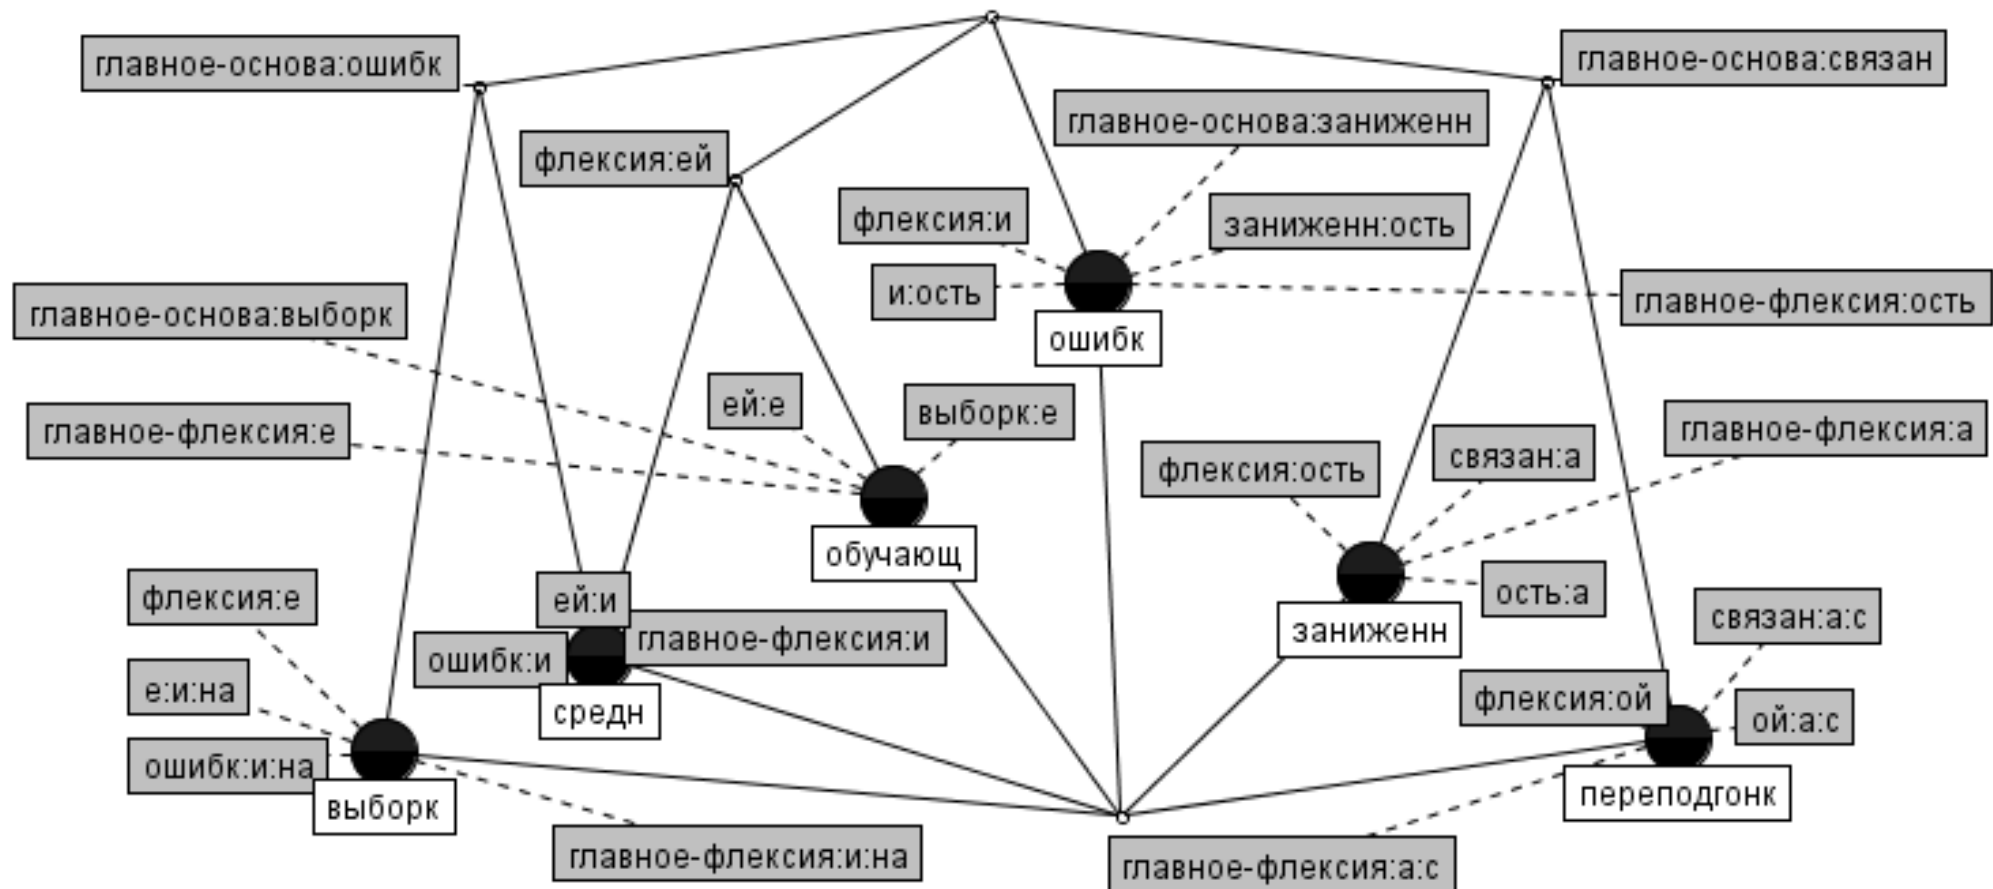 главное-основа:ошибк
главное-основа:связан
главное-основа:заниженн
флексия:ей
флексия:и
заниженн:ость
и:ость
главное-флексия:ость
главное-основа:выборк
ошибк
ей:е
выборк:е
главное-флексия:е
главное-флексия:а
флексия:ость
связан:а
обучающ
флексия:е
ей:и
ость:а
связан:а:с
заниженн
главное-флексия:и
ошибк:и
е:и:на
флексия:ой
ой:а:с
средн
ошибк:и:на
переподгонк
выборк
главное-флексия:и:на
главное-флексия:а:с